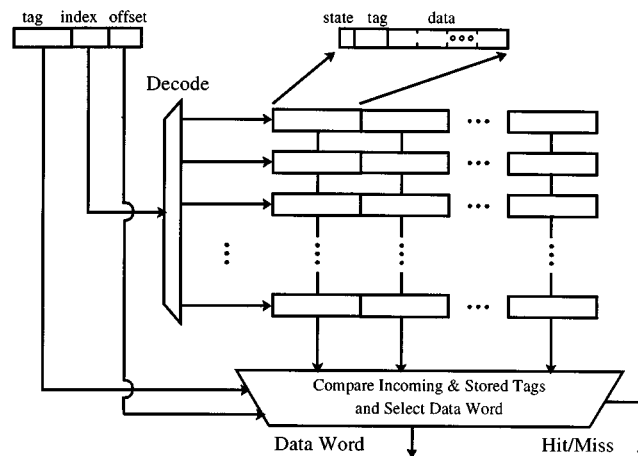 tag index offset
state tag data
Decode
Compare Incoming & Stored Tags
and Select Data Word
Data Word
Hit/Miss